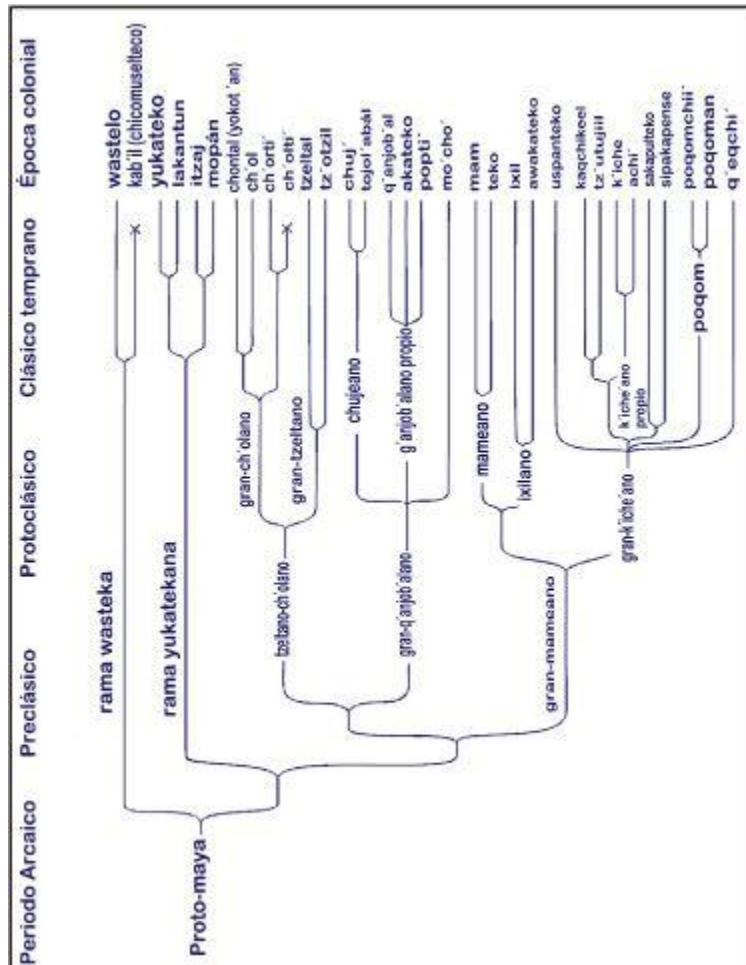 Periodo Arcaico
Preclásico
Protoclásico
Clásico temprano
Época colonial
Proto-maya
rama wasteka
wastelo
kab´il (chicomuselteco)
rama yukatekana
yukateko
lakantun
itzaj
mopán
tzeltano-ch´olano
gran-ch´olano
chontal (yokot ´an)
ch´ol
ch´orti´
ch´olti´
gran-tzeltano
tzeltal
tz´otzil
gran-q´anjob´alano
chujeano
chuj´
tojol´abál
q´anjob´alano propio
q´anjob´al
akateko
popti´
mo´cho´
gran-mameano
mameano
mam
teko
ixilano
ixil
awakateko
gran-k´iche´ano
uspanteko
k´iche´ano
propio
kaqchikeel
tz´utujiil
k´iche
achi´
sakapulteko
sipakapense
poqom
poqomchii´
poqoman
q´eqchi´